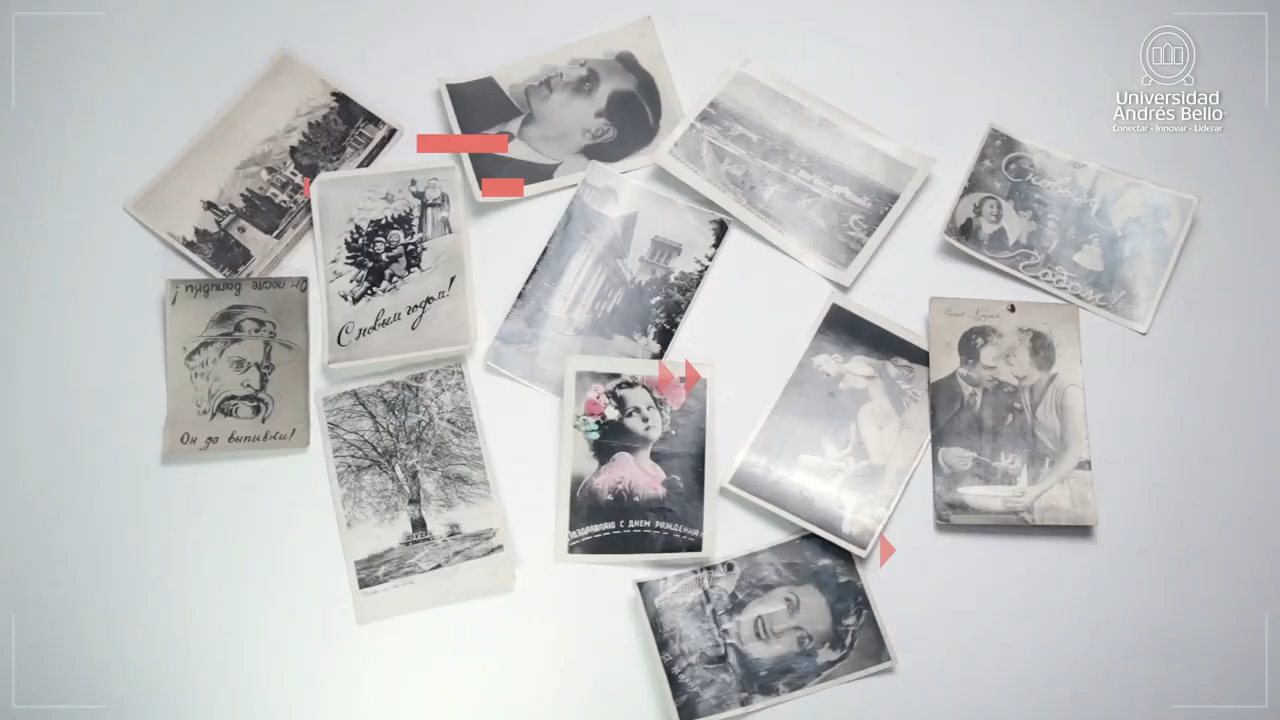 Universidad
Andrés Bello
Conectar • Innovar • Liderar
С новым
Годом!
Он после выпивки!
С новым годом!
Он до выпивки!
ПОЗДРАВЛЯЮ С ДНЕМ РОЖДЕНИЯ